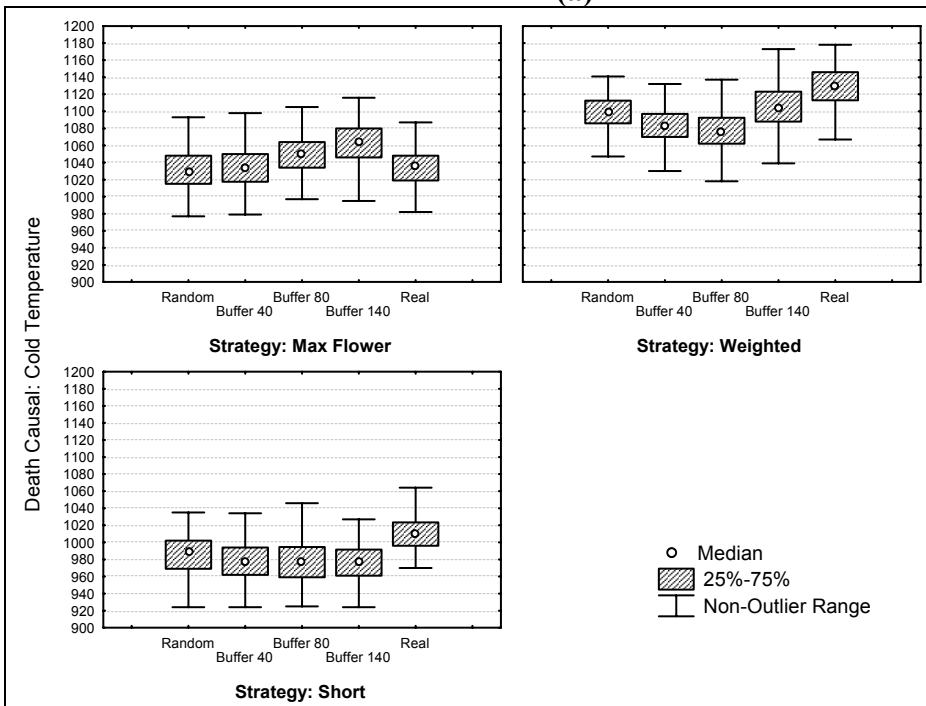 Death Causal: Cold Temperature
1200
1180
1160
1140
1120
1100
1080
1060
1040
1020
1000
980
960
940
920
900
Random Buffer 80 Real
Buffer 40 Buffer 140
Strategy: Max Flower
Random Buffer 80 Real
Buffer 40 Buffer 140
Strategy: Weighted
1200
1180
1160
1140
1120
1100
1080
1060
1040
1020
1000
980
960
940
920
900
Random Buffer 80 Real
Buffer 40 Buffer 140
Strategy: Short
Median
25%-75%
Non-Outlier Range